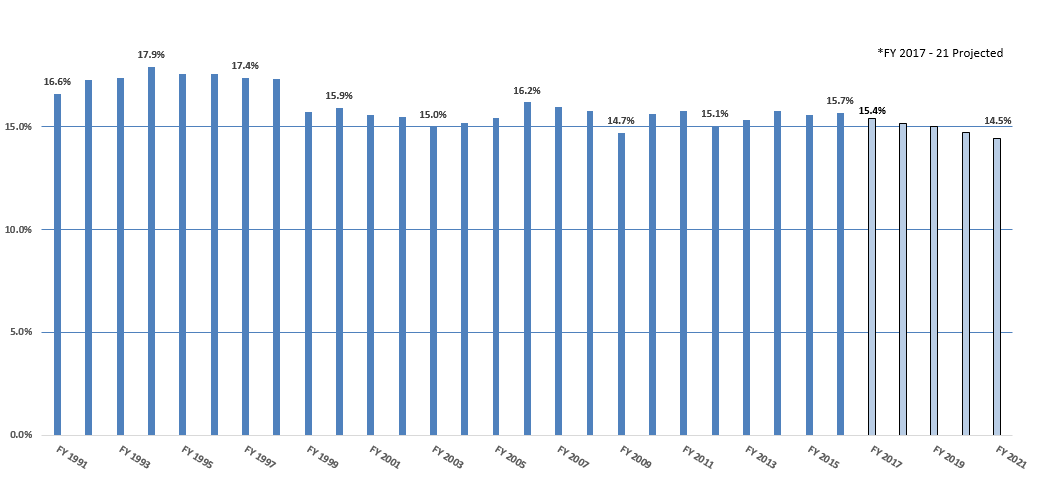 *FY 2017 - 21 Projected
17.9%
17.4%
16.6%
16.2%
15.9%
15.7%
15.4%
15.0%
15.1%
14.7%
14.5%
15.0%
10.0%
5.0%
0.0%
FY 1991
FY 1993
FY 1995
FY 1997
FY 1999
FY 2001
FY 2003
FY 2005
FY 2007
FY 2009
FY 2011
FY 2013
FY 2015
FY 2017
FY 2019
FY 2021